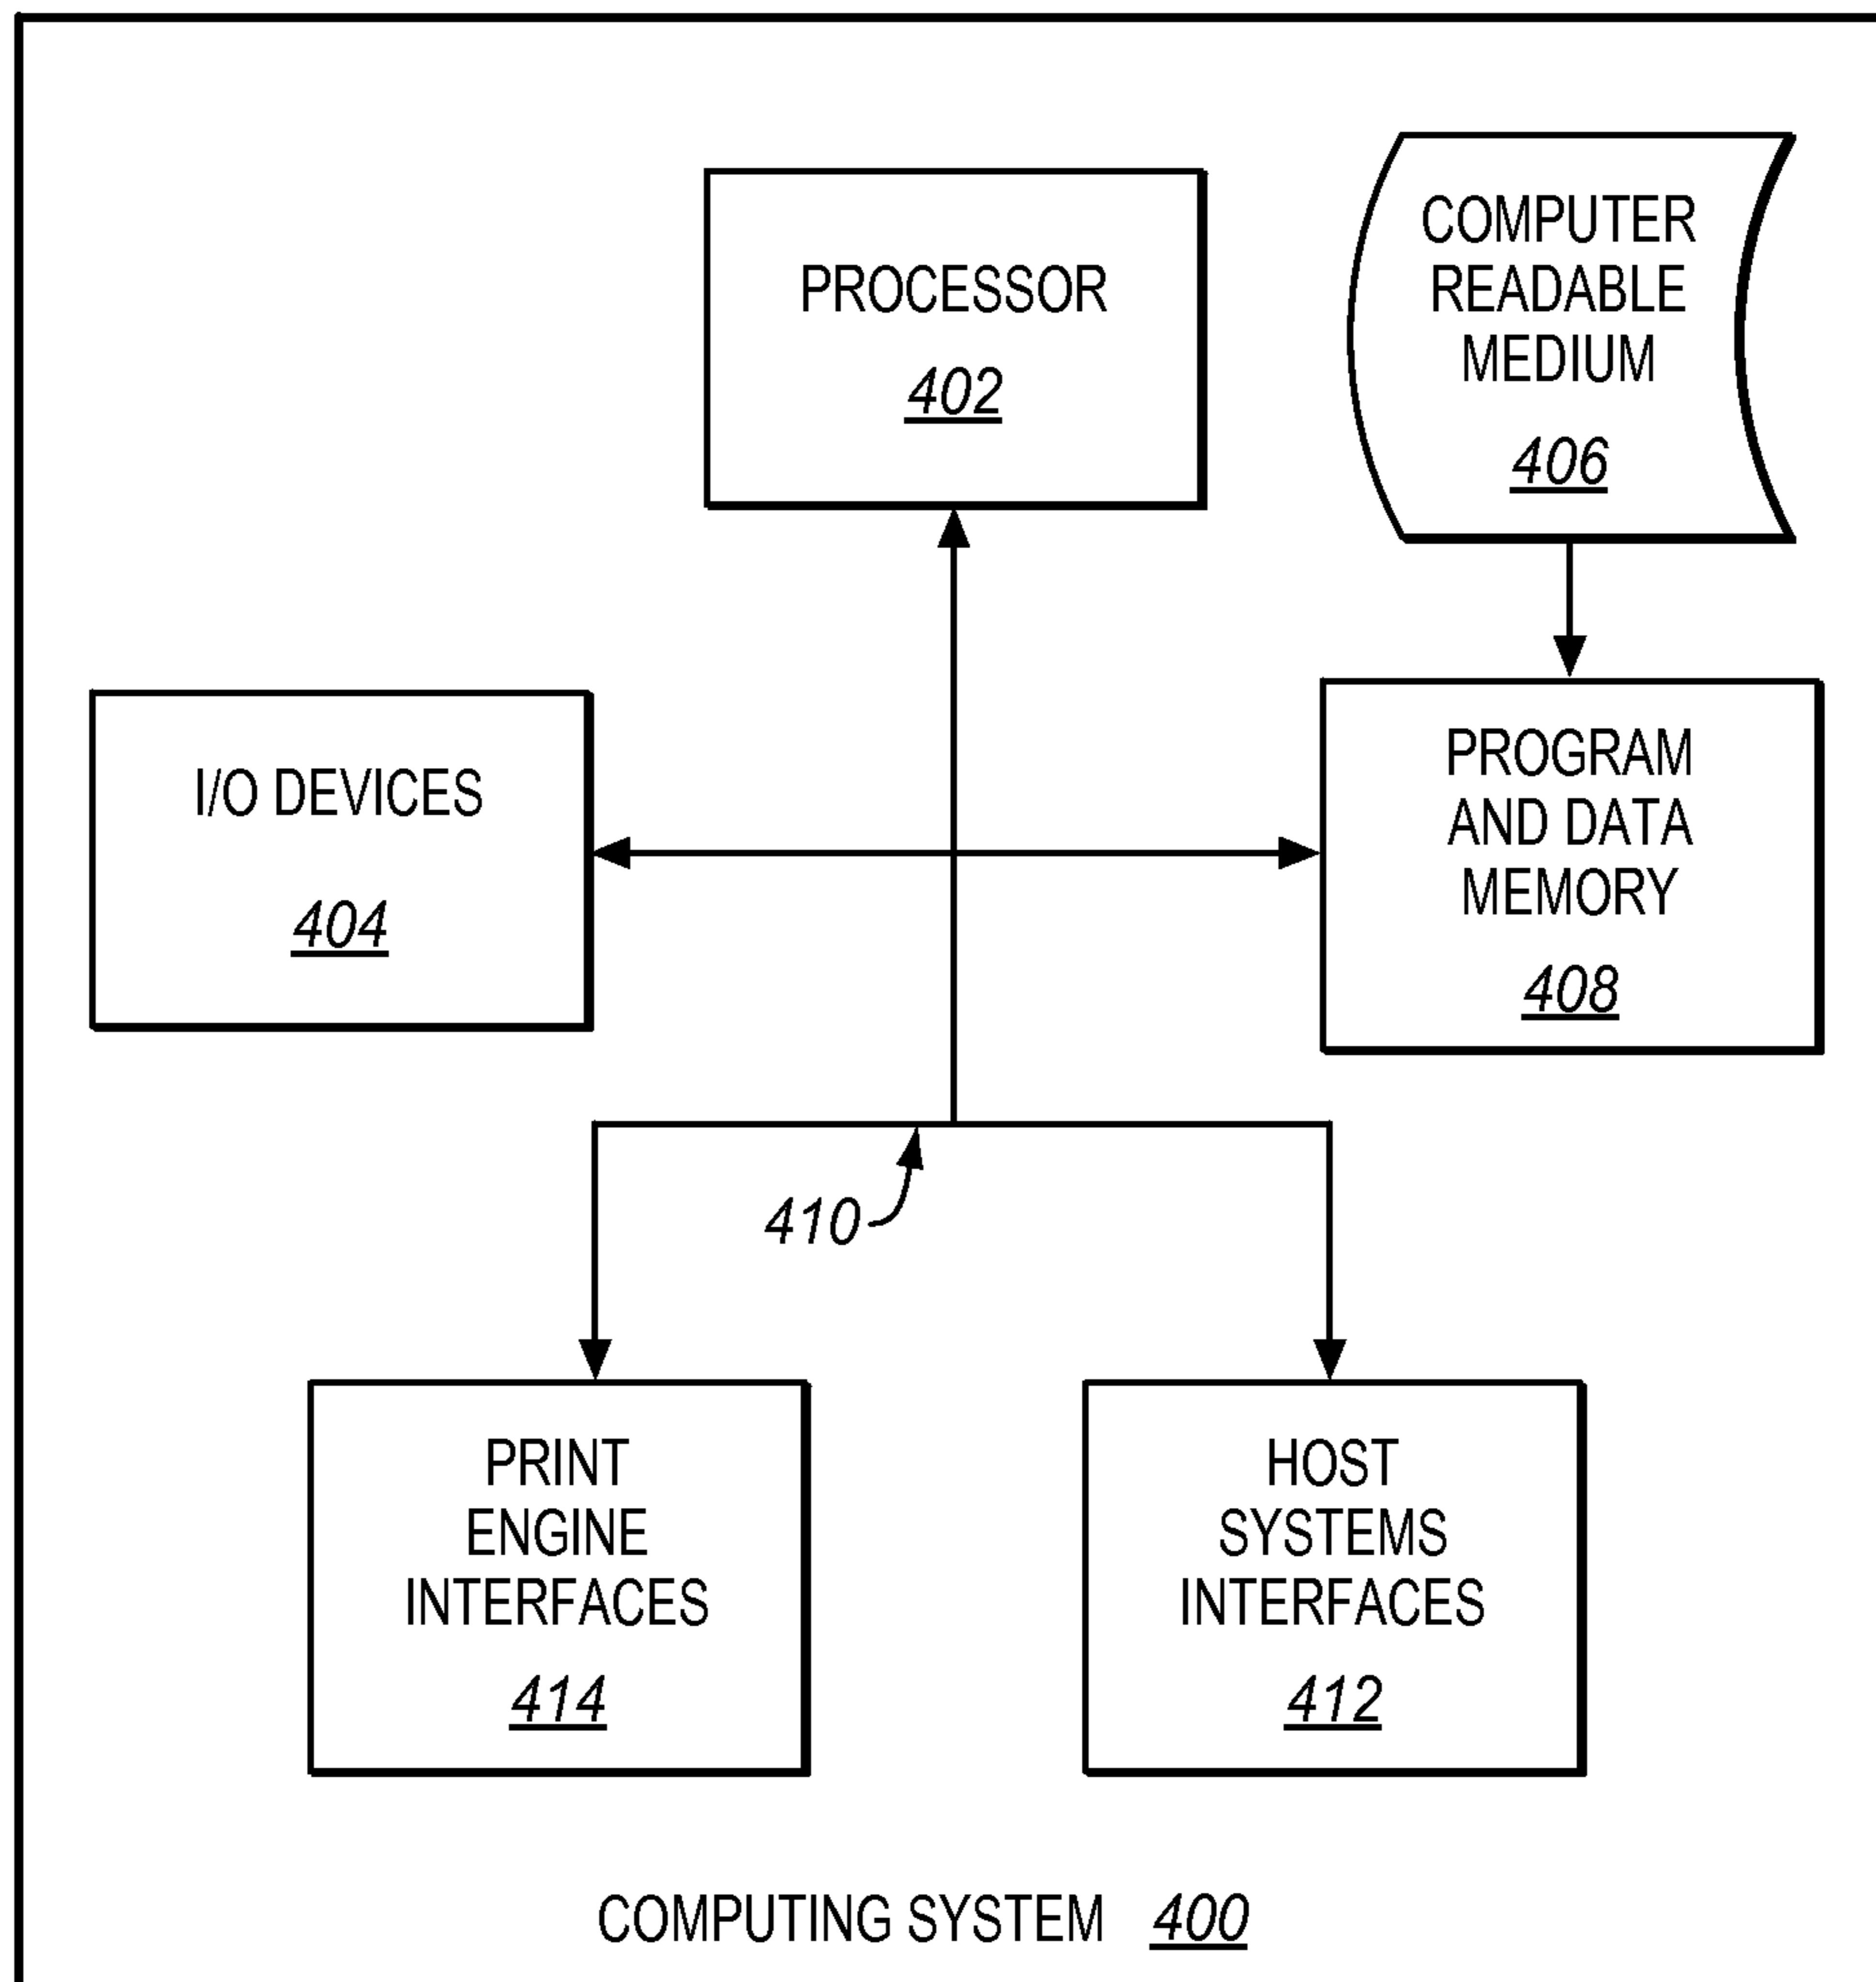 PROCESSOR
402
COMPUTER
READABLE
MEDIUM
406
I/O DEVICES
404
PROGRAM
AND DATA
MEMORY
408
410
PRINT
ENGINE
INTERFACES
414
HOST
SYSTEMS
INTERFACES
412
COMPUTING SYSTEM 400